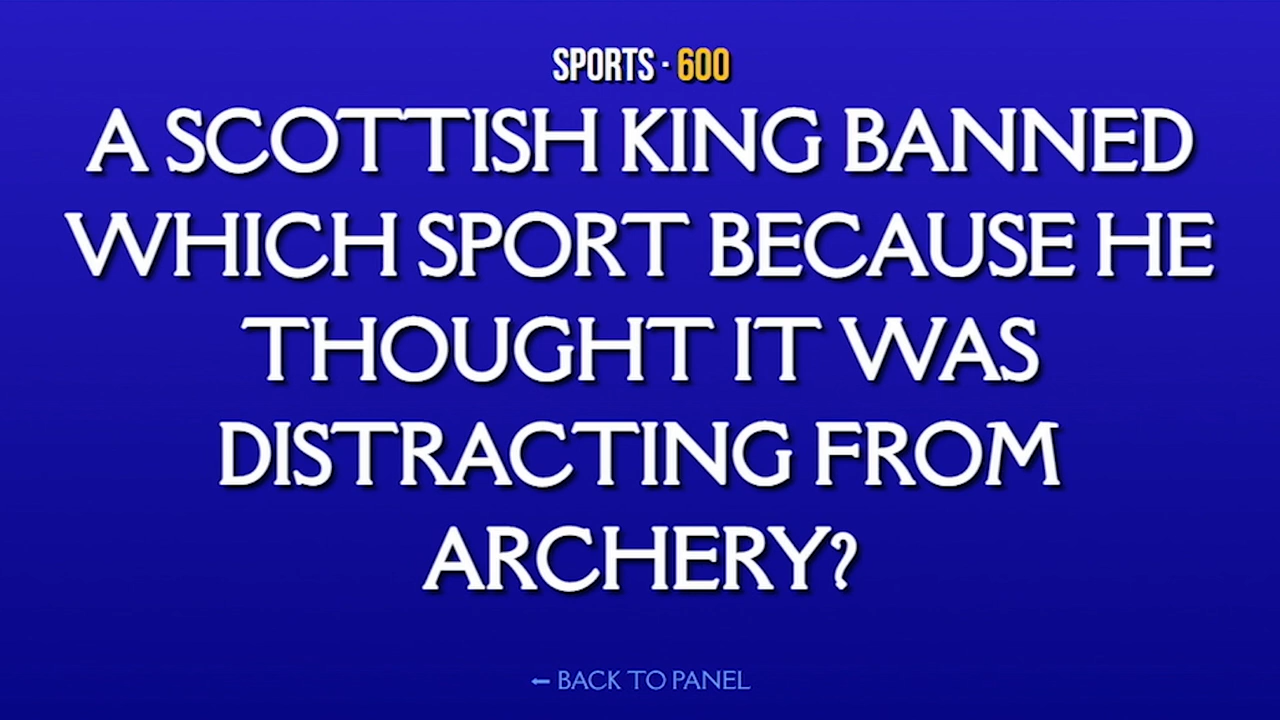 SPORTS · 600
A SCOTTISH KING BANNED
WHICH SPORT BECAUSE HE
THOUGHT IT WAS
DISTRACTING FROM
ARCHERY?
← BACK TO PANEL